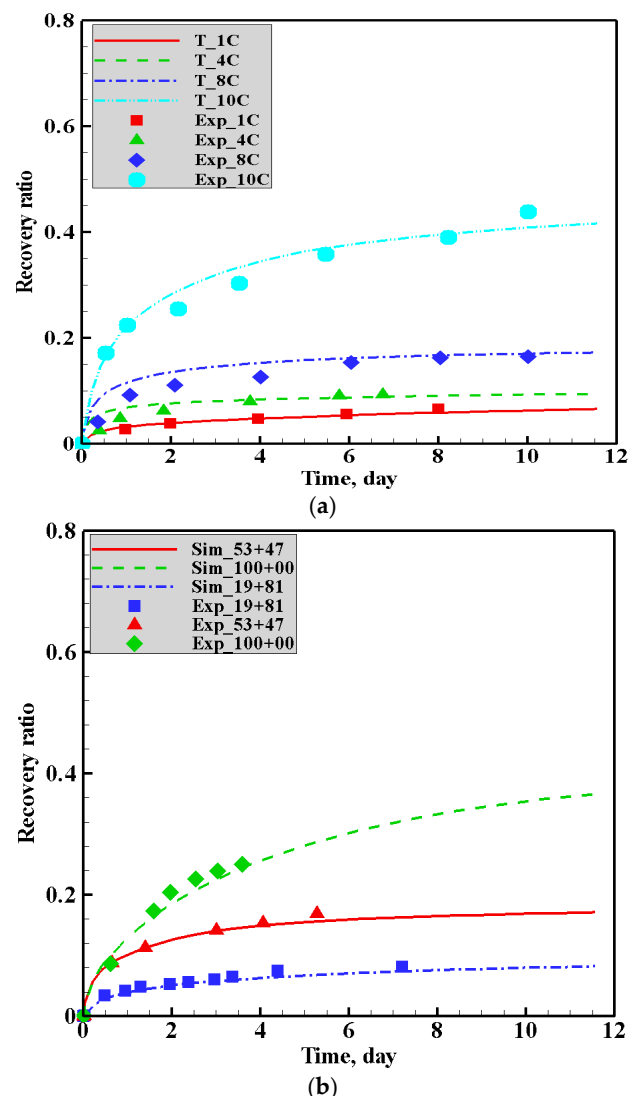 0.8
T_1C
T_4C
T_8C
T_10C
Exp_1C
Exp_4C
Exp_8C
Exp_10C
0.6
0.4
0.2
0
Recovery ratio
0 2 4 6 8 10 12
Time, day
(a)
0.8
Sim_53+47
Sim_100+00
Sim_19+81
Exp_19+81
Exp_53+47
Exp_100+00
0.6
0.4
0.2
0
Recovery ratio
0 2 4 6 8 10 12
Time, day
(b)